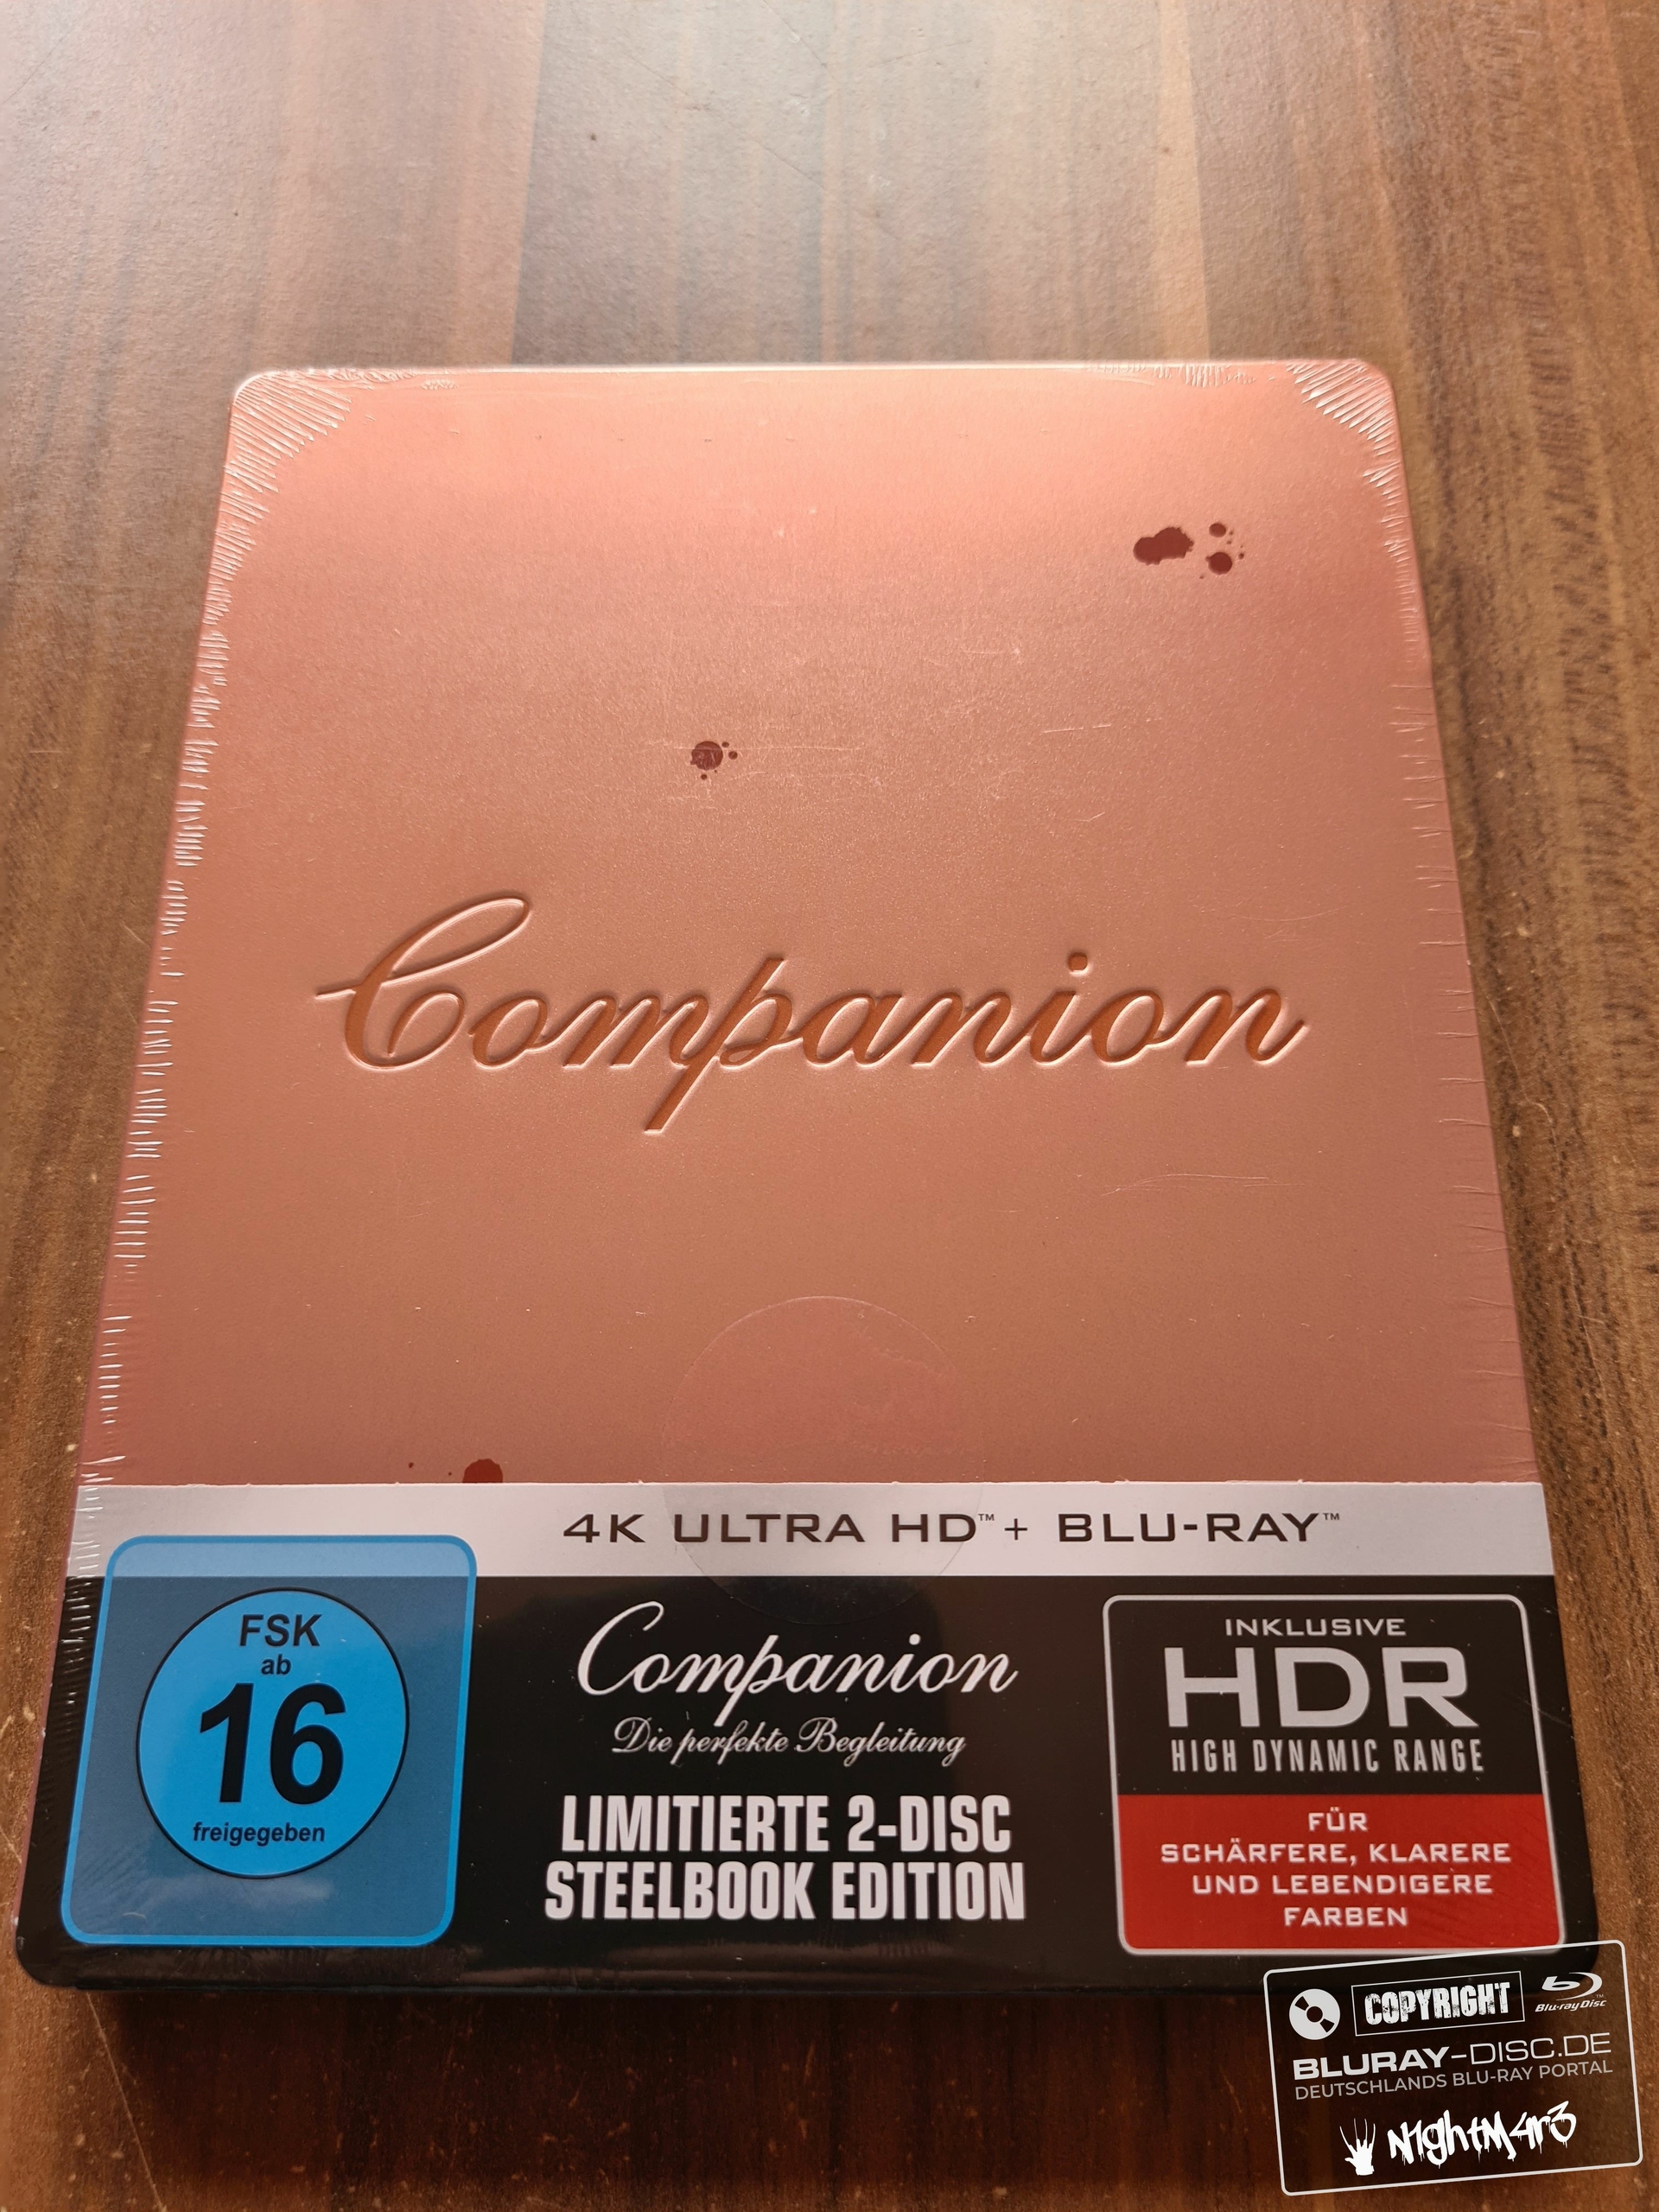 Companion
4K ULTRA HD™ + BLU-RAY™
FSK
ab
16
freigegeben
Companion
Die perfekte Begleitung
LIMITIERTE 2-DISC
STEELBOOK EDITION
INKLUSIVE
HDR
HIGH DYNAMIC RANGE
FÜR
SCHÄRFERE, KLARERE
UND LEBENDIGERE
FARBEN
COPYRIGHT
Blu-ray Disc™
BLURAY-DISC.DE
DEUTSCHLANDS BLU-RAY PORTAL
N1ghtM4r3